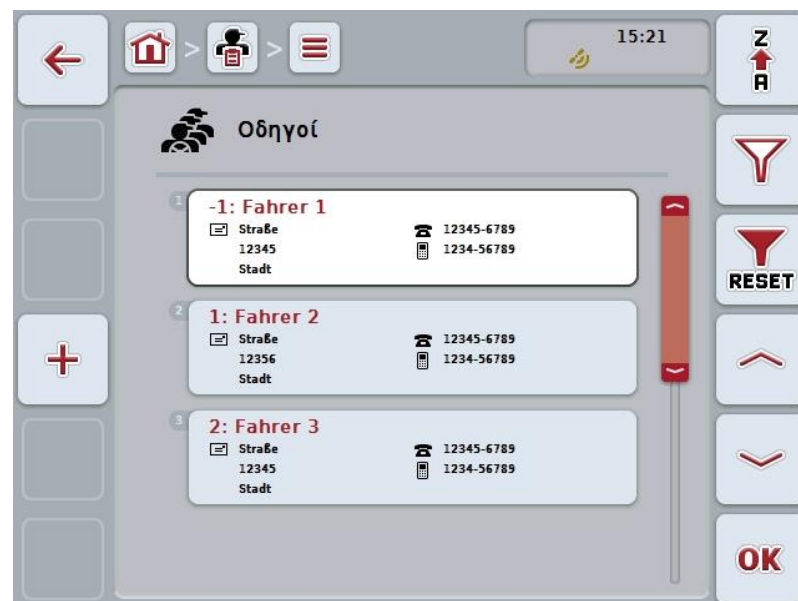 > > 15:21
Z
A
Οδηγοί
1
-1: Fahrer 1
Straße 12345-6789
12345 1234-56789
Stadt
RESET
2
1: Fahrer 2
Straße 12345-6789
12356 1234-56789
Stadt
3
2: Fahrer 3
Straße 12345-6789
12345 1234-56789
Stadt
OK